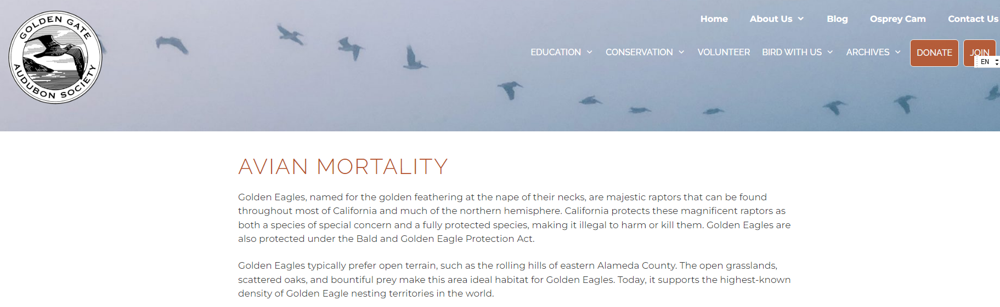 GOLDEN GATE
AUDUBON SOCIETY
Home About Us Blog Osprey Cam Contact Us
EDUCATION CONSERVATION VOLUNTEER BIRD WITH US ARCHIVES DONATE JOIN
EN
AVIAN MORTALITY
Golden Eagles, named for the golden feathering at the nape of their necks, are majestic raptors that can be found
throughout most of California and much of the northern hemisphere. California protects these magnificent raptors as
both a species of special concern and a fully protected species, making it illegal to harm or kill them. Golden Eagles are
also protected under the Bald and Golden Eagle Protection Act.
Golden Eagles typically prefer open terrain, such as the rolling hills of eastern Alameda County. The open grasslands,
scattered oaks, and bountiful prey make this area ideal habitat for Golden Eagles. Today, it supports the highest-known
density of Golden Eagle nesting territories in the world.